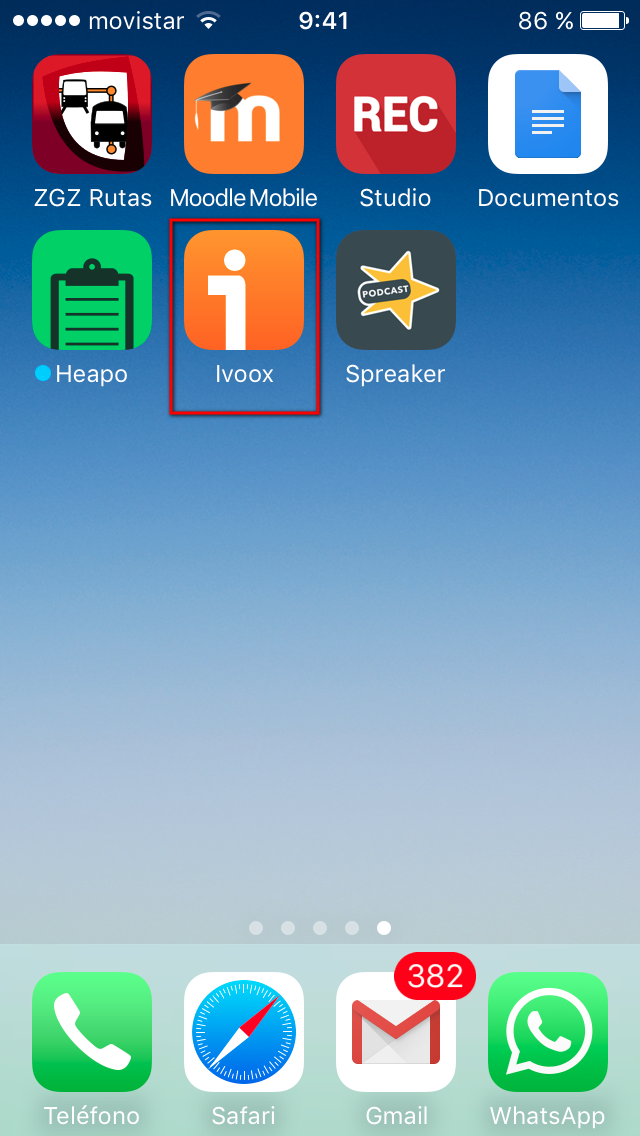 movistar 9:41 86 %
REC
ZGZ Rutas Moodle Mobile Studio Documentos
PODCAST
Heapo Ivoox Spreaker
382
Teléfono Safari Gmail WhatsApp